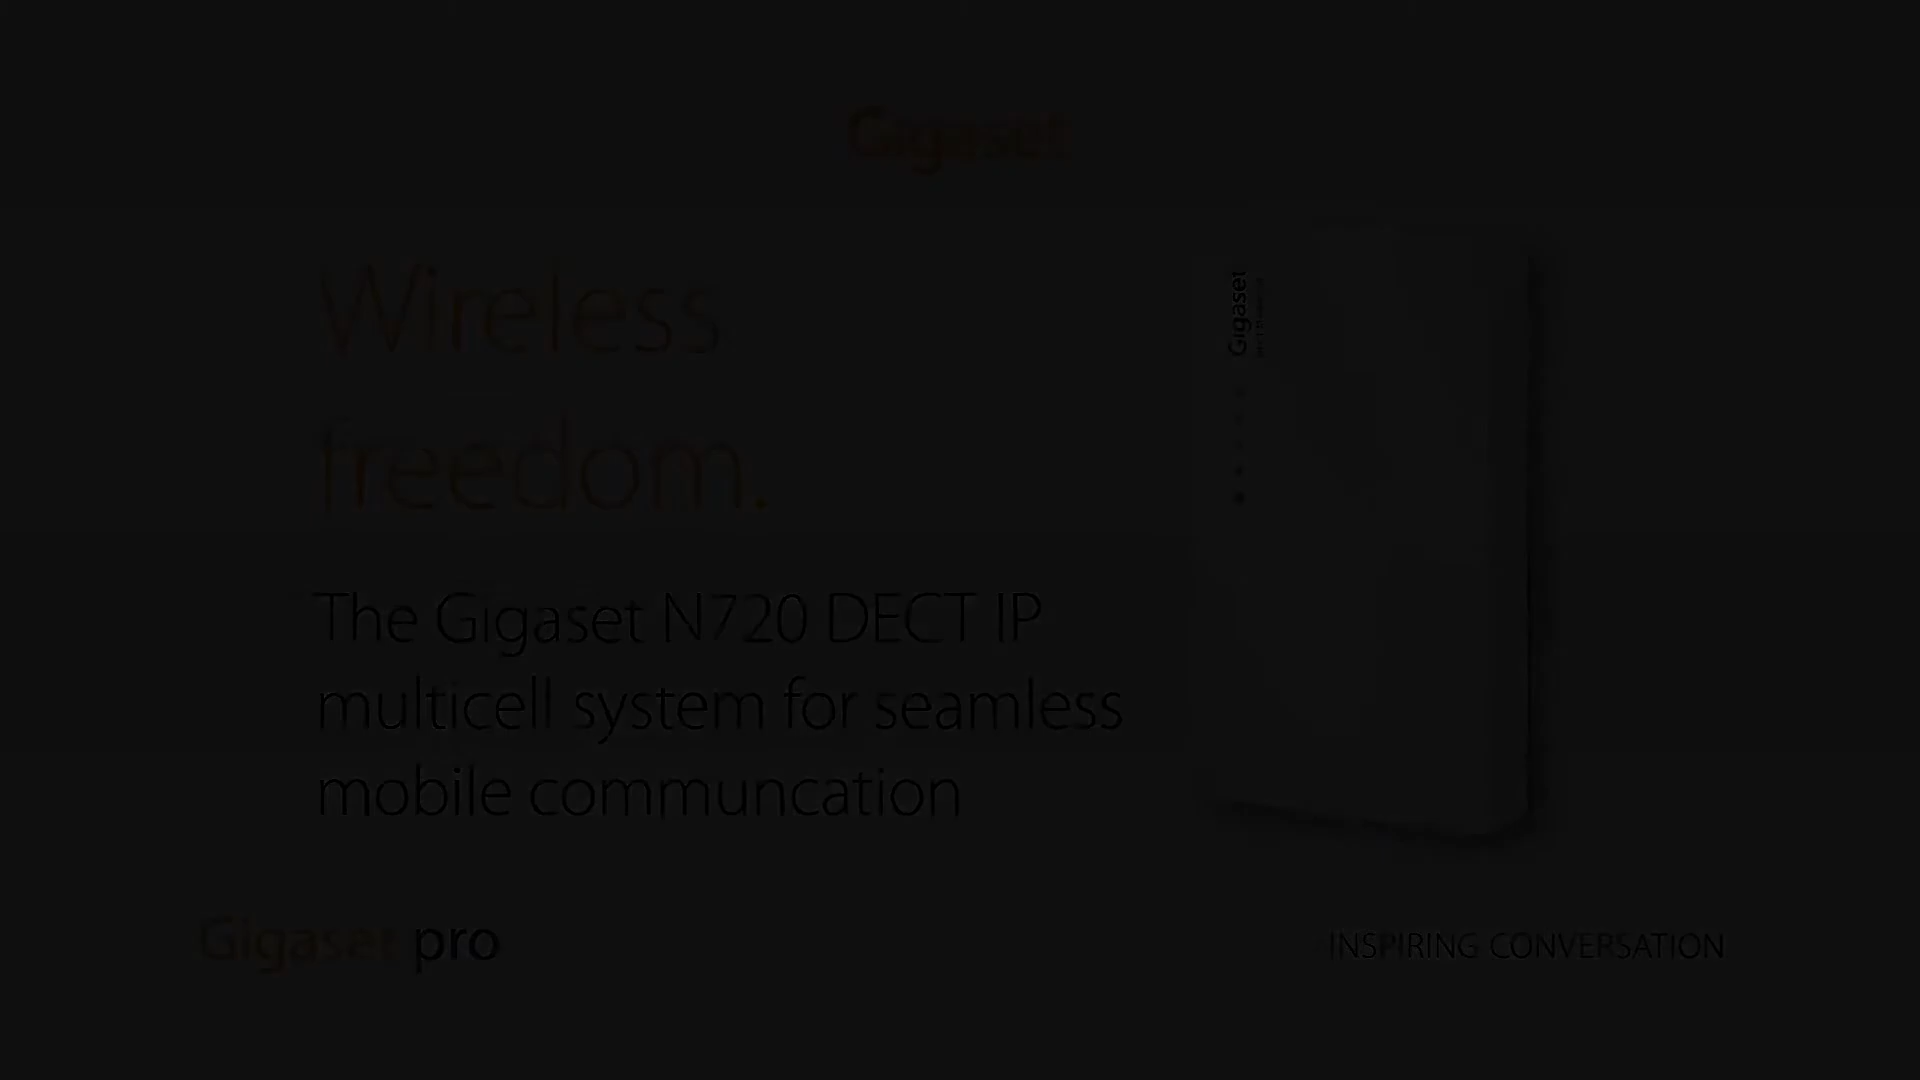 Gigaset
Wireless
freedom.
The Gigaset N720 DECT IP
multicell system for seamless
mobile communcation
Gigaset
Gigaset pro
INSPIRING CONVERSATION